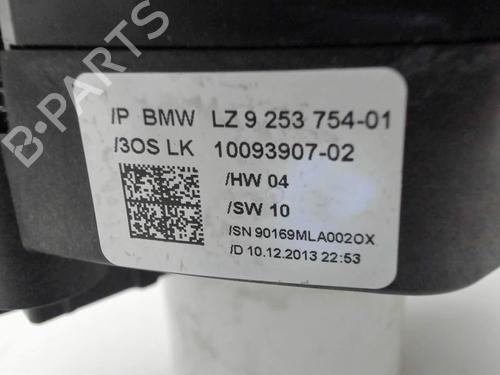 B-PARTS
/P BMW LZ 9 253 754-01
/3OS LK 10093907-02
/HW 04
/SW 10
/SN 90169MLA002OX
/D 10.12.2013 22:53